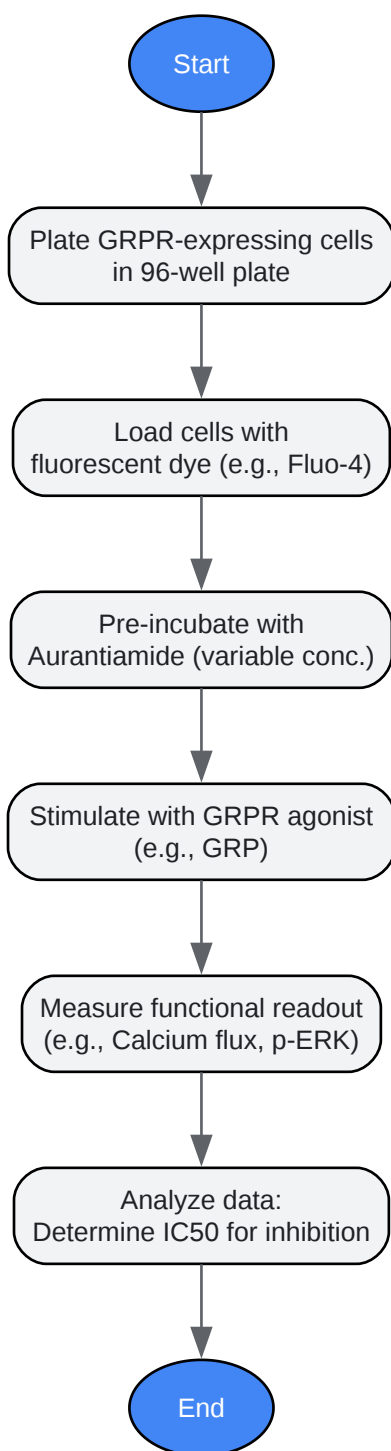 Start
Plate GRPR-expressing cells
in 96-well plate
Load cells with
fluorescent dye (e.g., Fluo-4)
Pre-incubate with
Aurantiamide (variable conc.)
Stimulate with GRPR agonist
(e.g., GRP)
Measure functional readout
(e.g., Calcium flux, p-ERK)
Analyze data:
Determine IC50 for inhibition
End